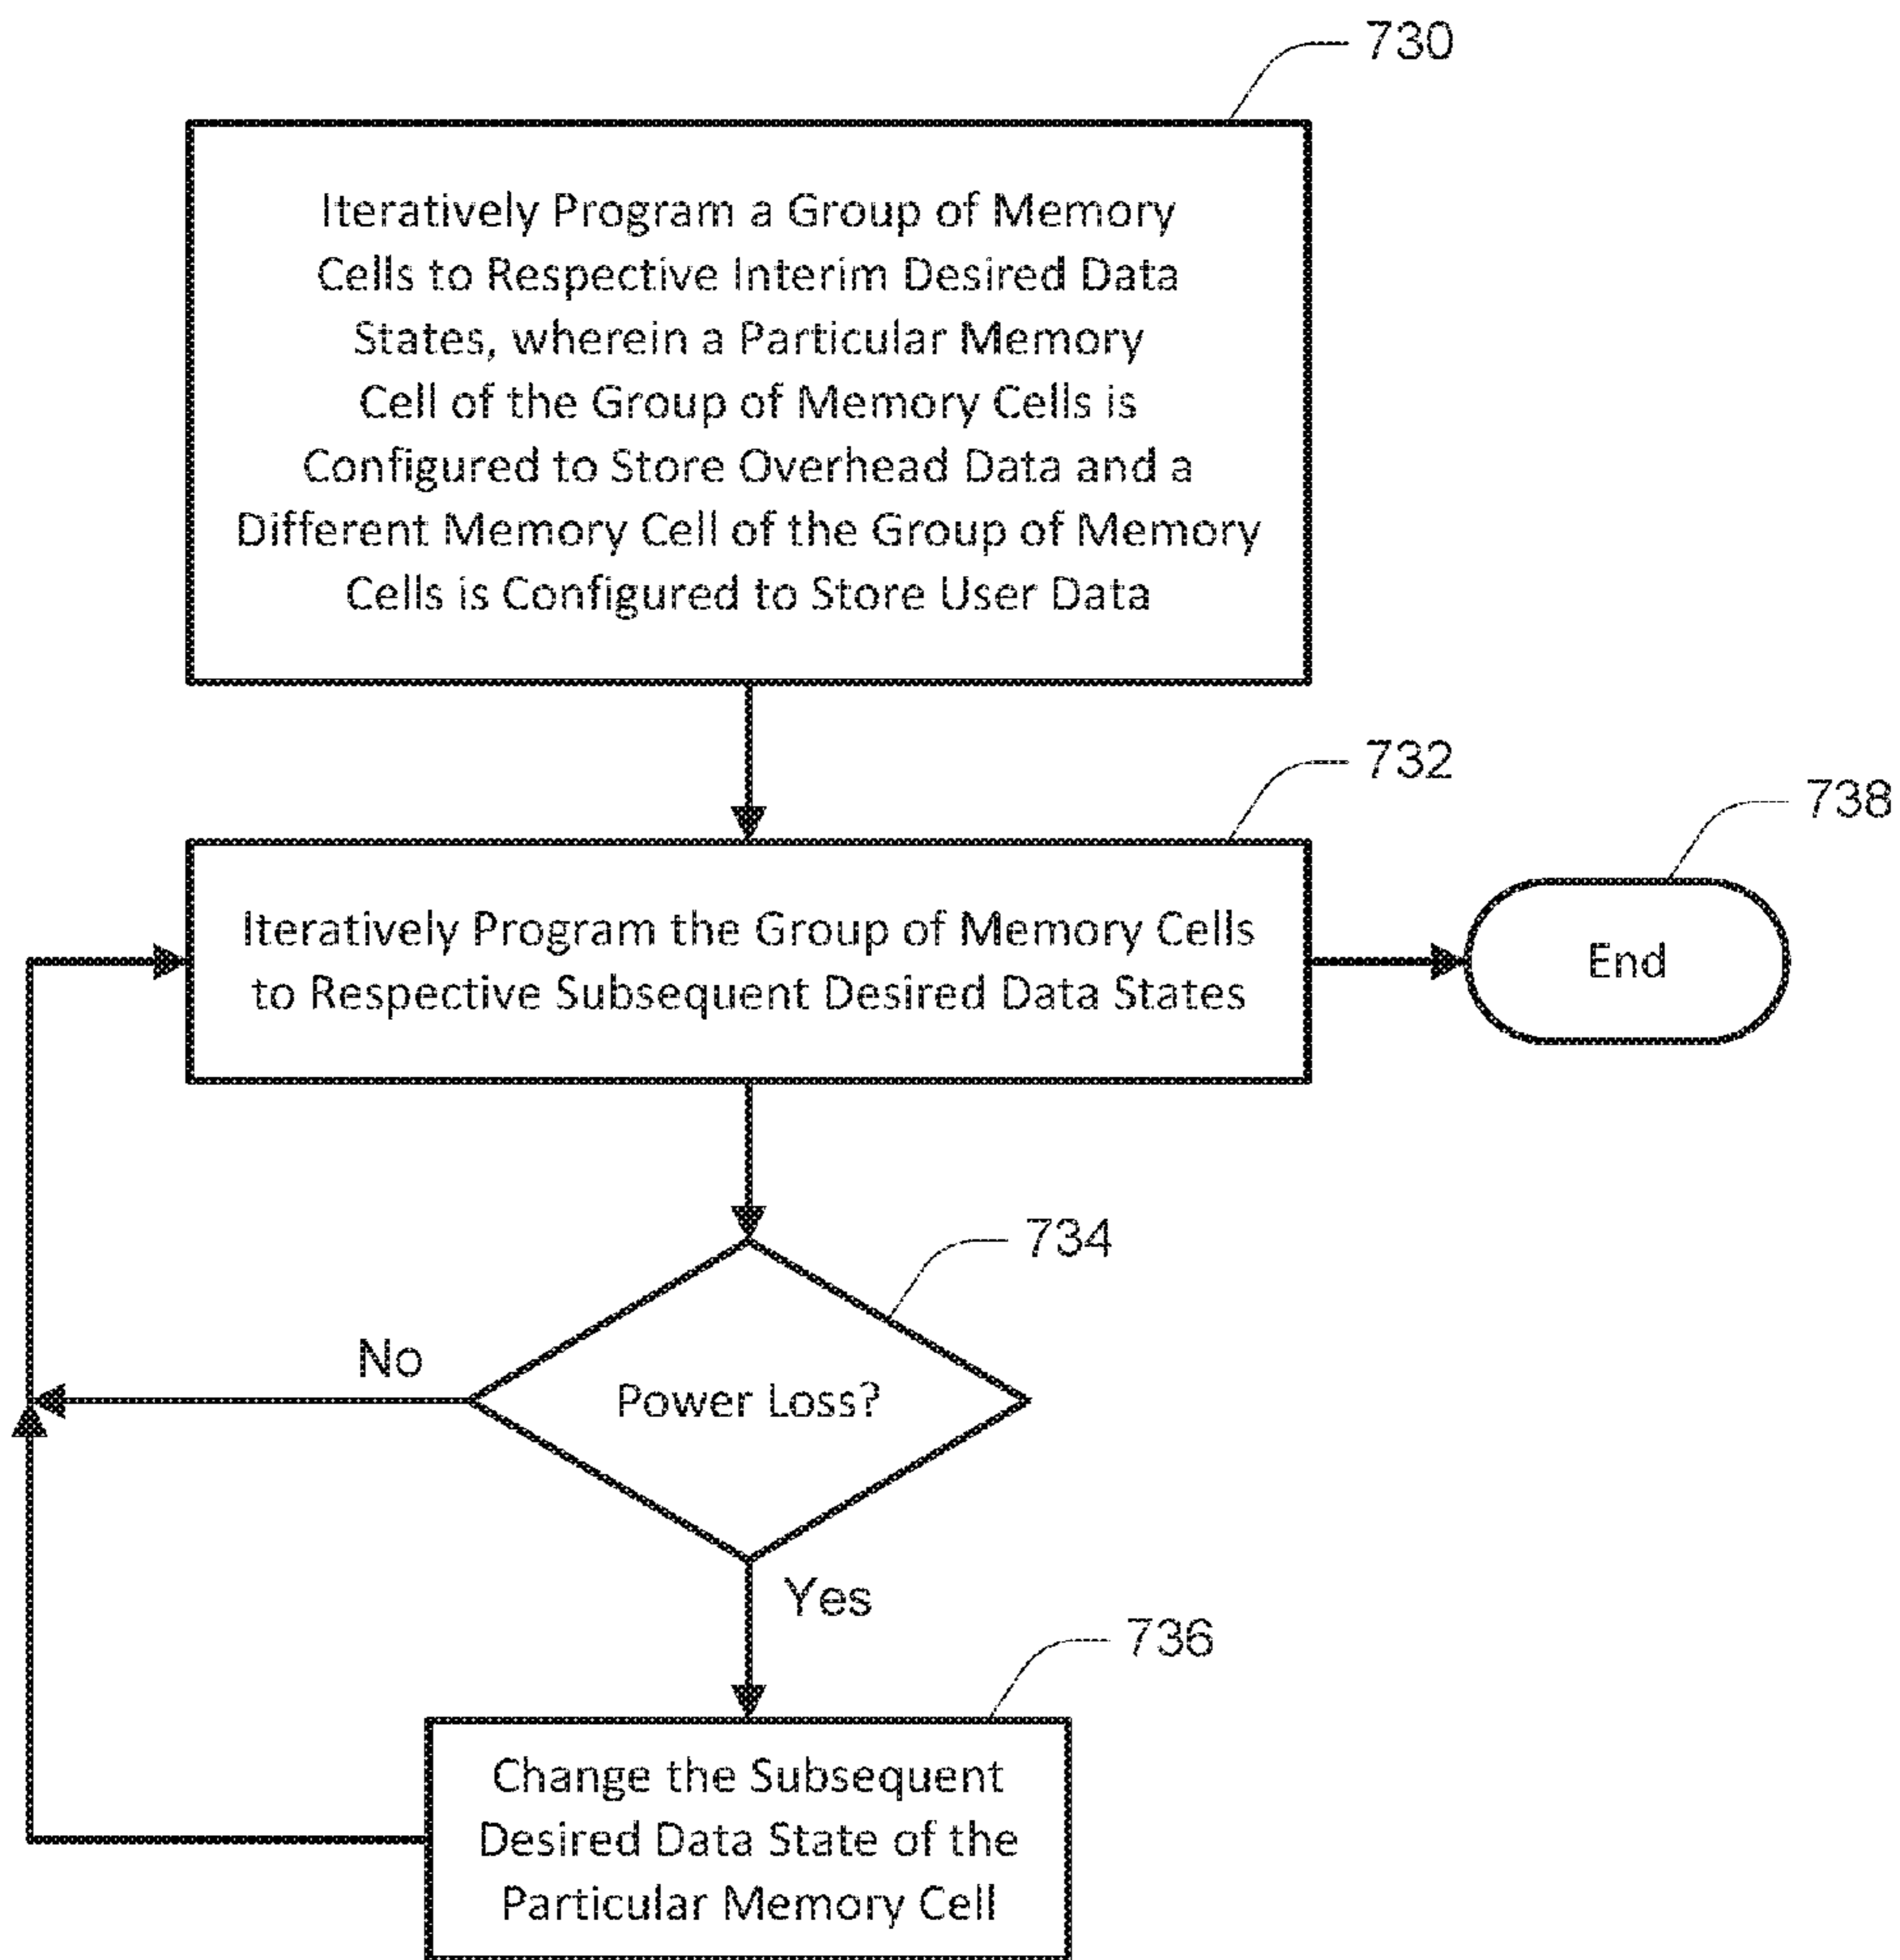 730
Iteratively Program a Group of Memory
Cells to Respective Interim Desired Data
States, wherein a Particular Memory
Cell of the Group of Memory Cells is
Configured to Store Overhead Data and a
Different Memory Cell of the Group of Memory
Cells is Configured to Store User Data
732
738
Iteratively Program the Group of Memory Cells
to Respective Subsequent Desired Data States
End
734
No
Power Loss?
Yes
736
Change the Subsequent
Desired Data State of the
Particular Memory Cell